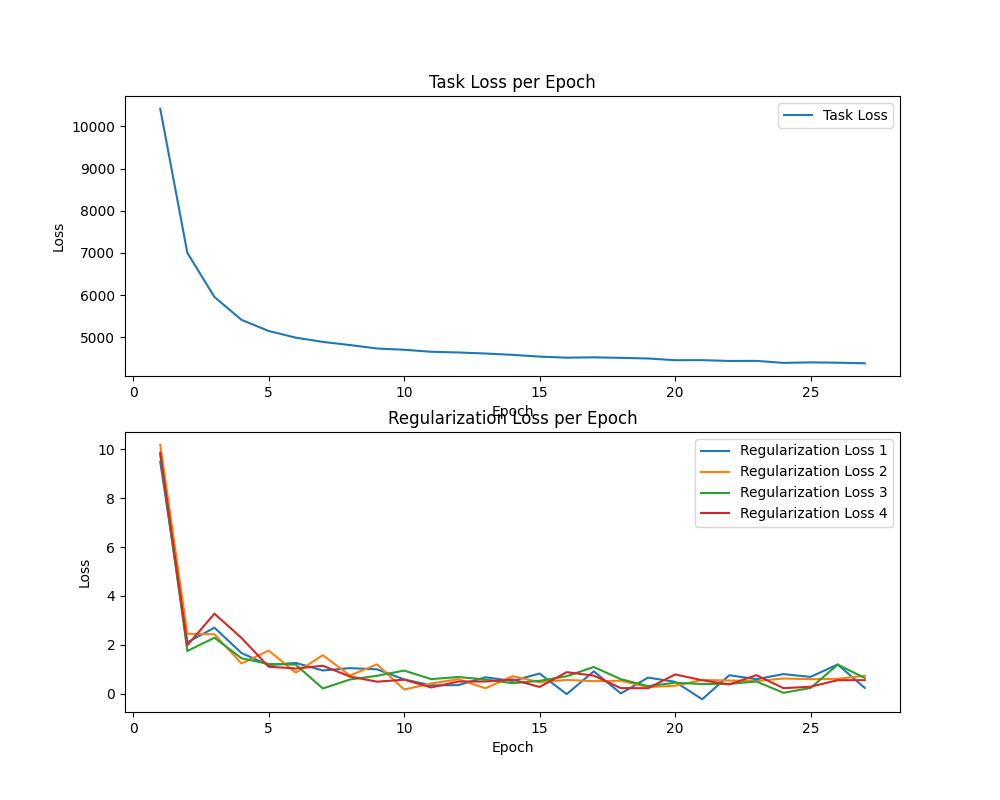 Task Loss per Epoch
Task Loss
Loss
10000
9000
8000
7000
6000
5000
0 5 10 15 20 25
Epoch
Regularization Loss per Epoch
Regularization Loss 1
Regularization Loss 2
Regularization Loss 3
Regularization Loss 4
Loss
10
8
6
4
2
0
0 5 10 15 20 25
Epoch